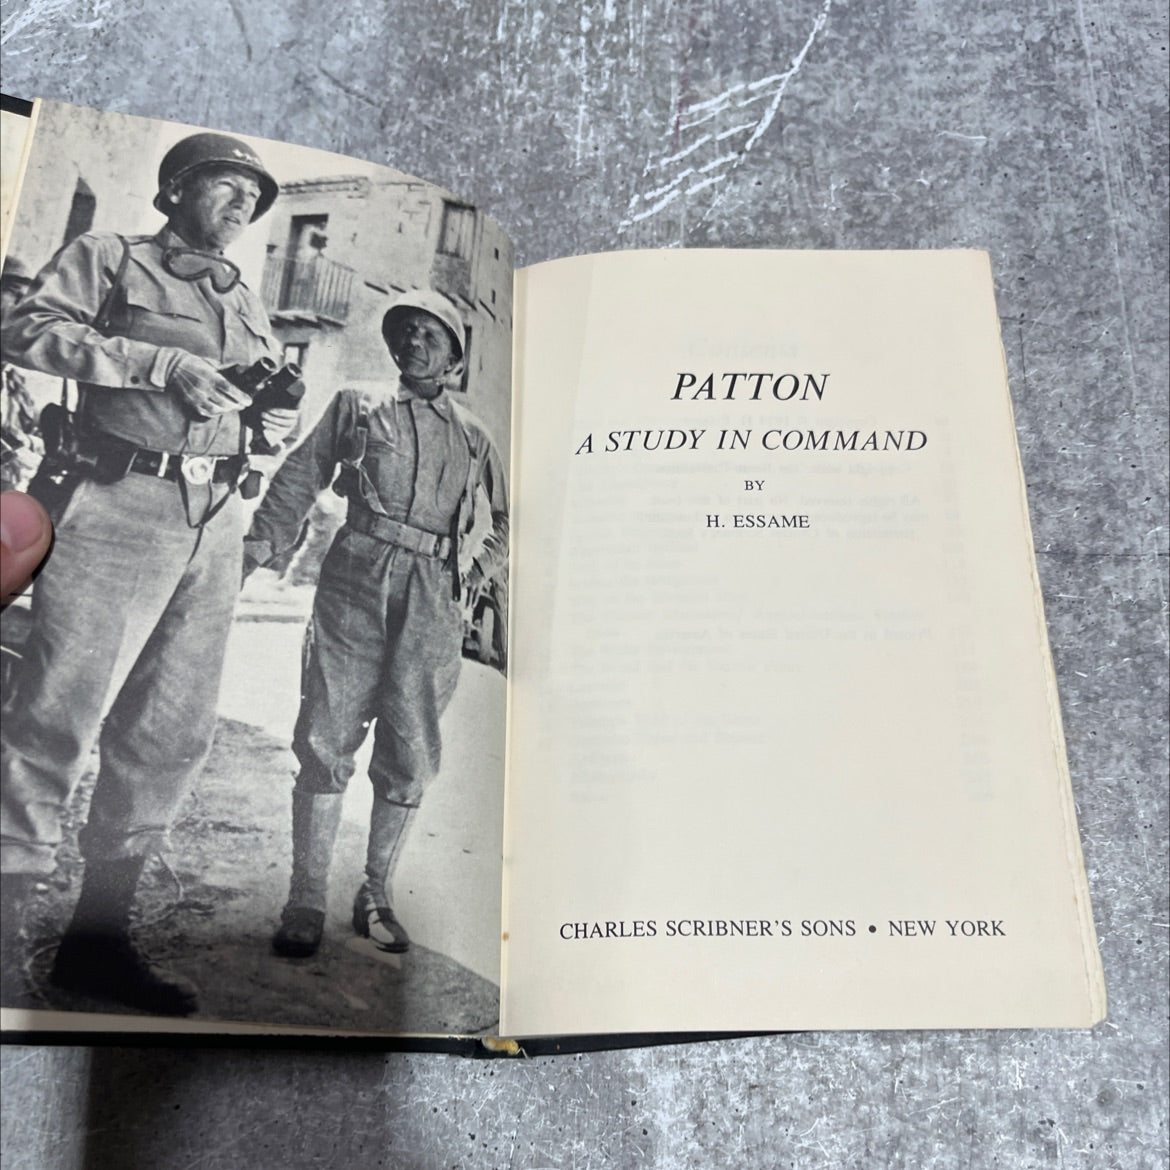 PATTON
A STUDY IN COMMAND
BY
H. ESSAME
CHARLES SCRIBNER'S SONS • NEW YORK